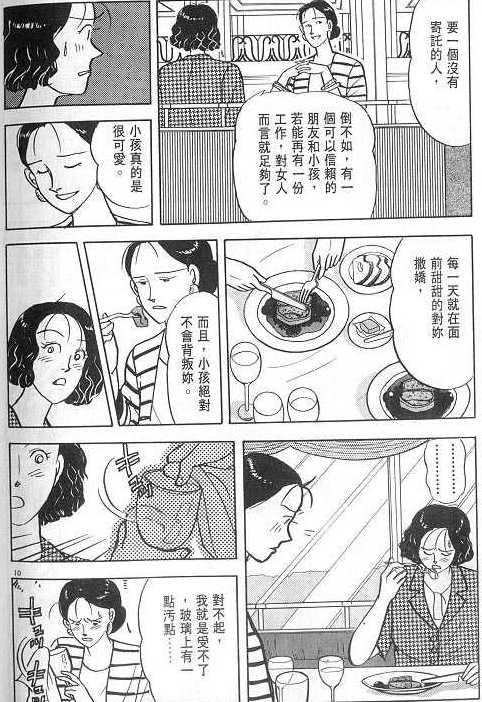 要一個沒有
寄託的人，
倒不如，有一
個可以信賴的
朋友和小孩，
若能再有一份
工作，對女人
而言就足夠了。
小孩真的是
很可愛。
每一天就在面
前甜甜的對妳
撒嬌，
而且，小孩絕對
不會背叛妳。
………
對不起，
我就是受不了
，玻璃上有一
點污點……
10